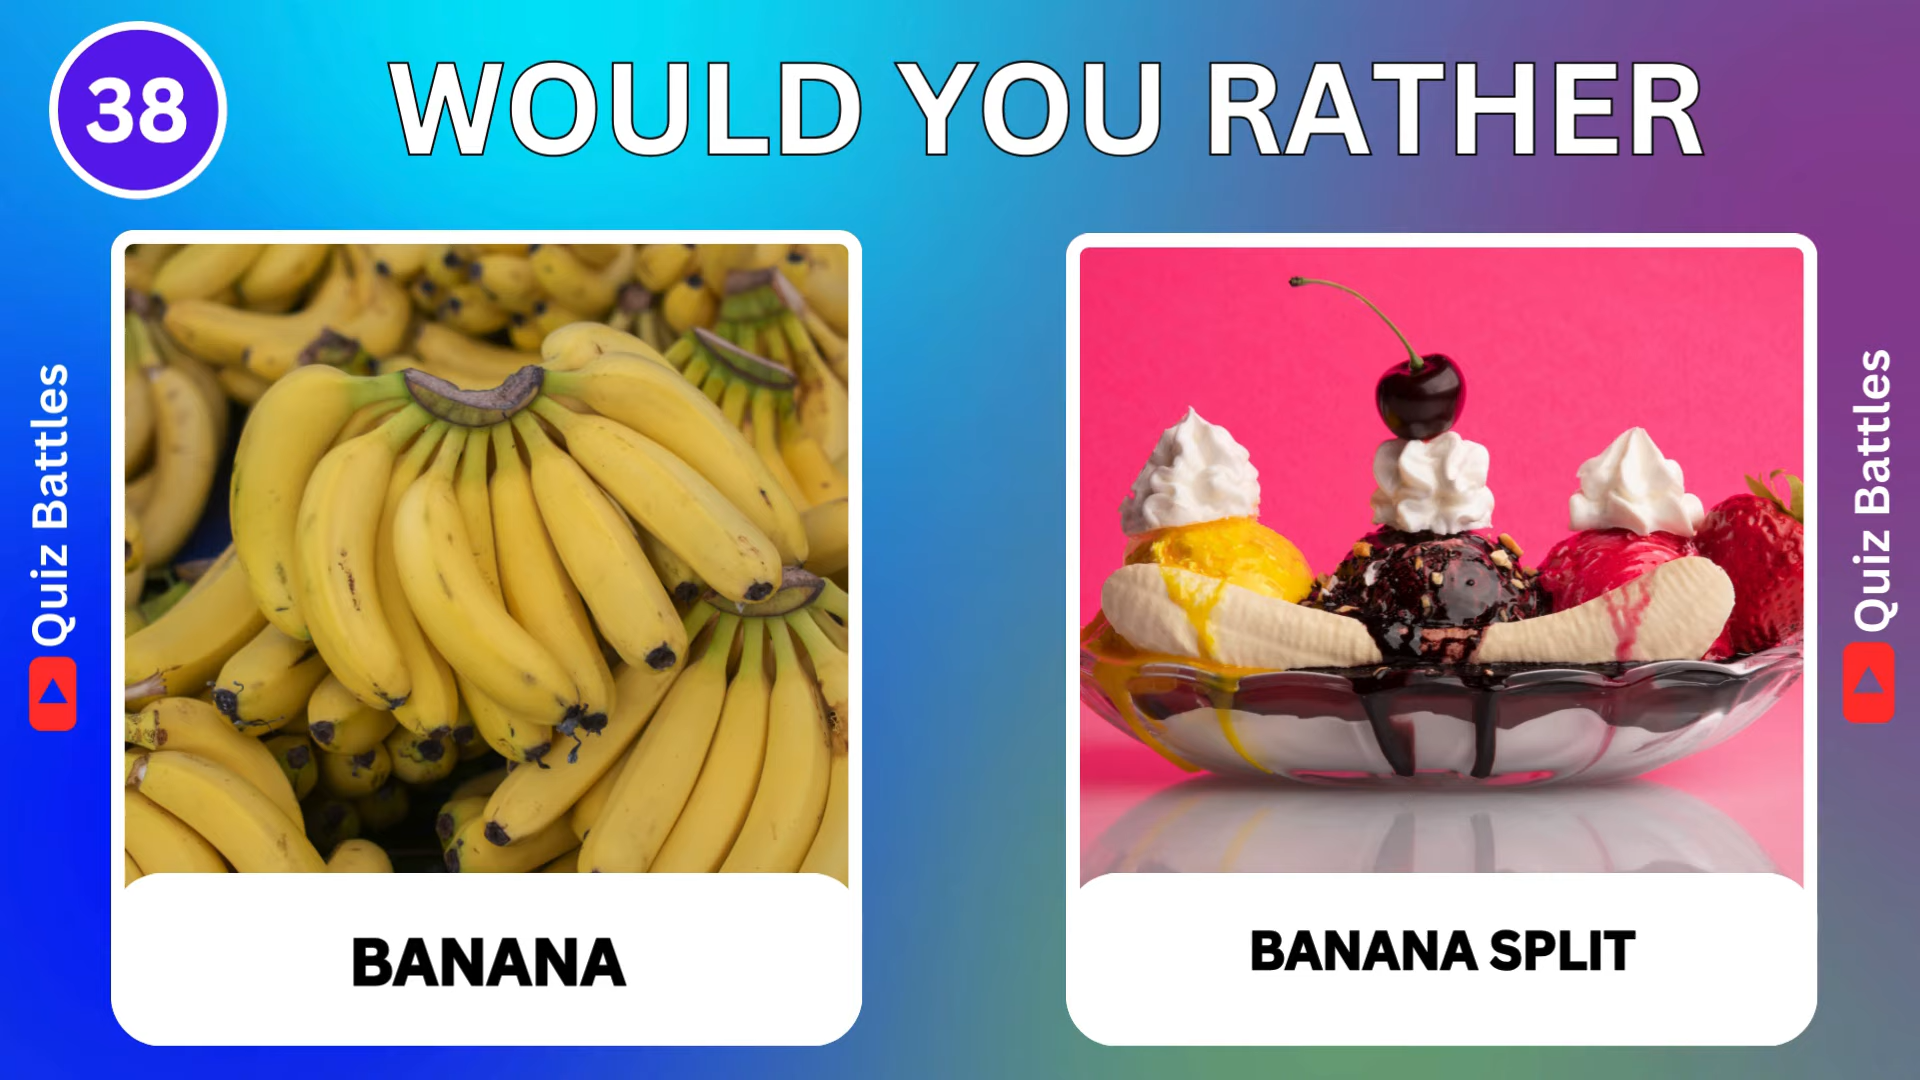 38
WOULD YOU RATHER
Quiz Battles
BANANA
BANANA SPLIT
Quiz Battles